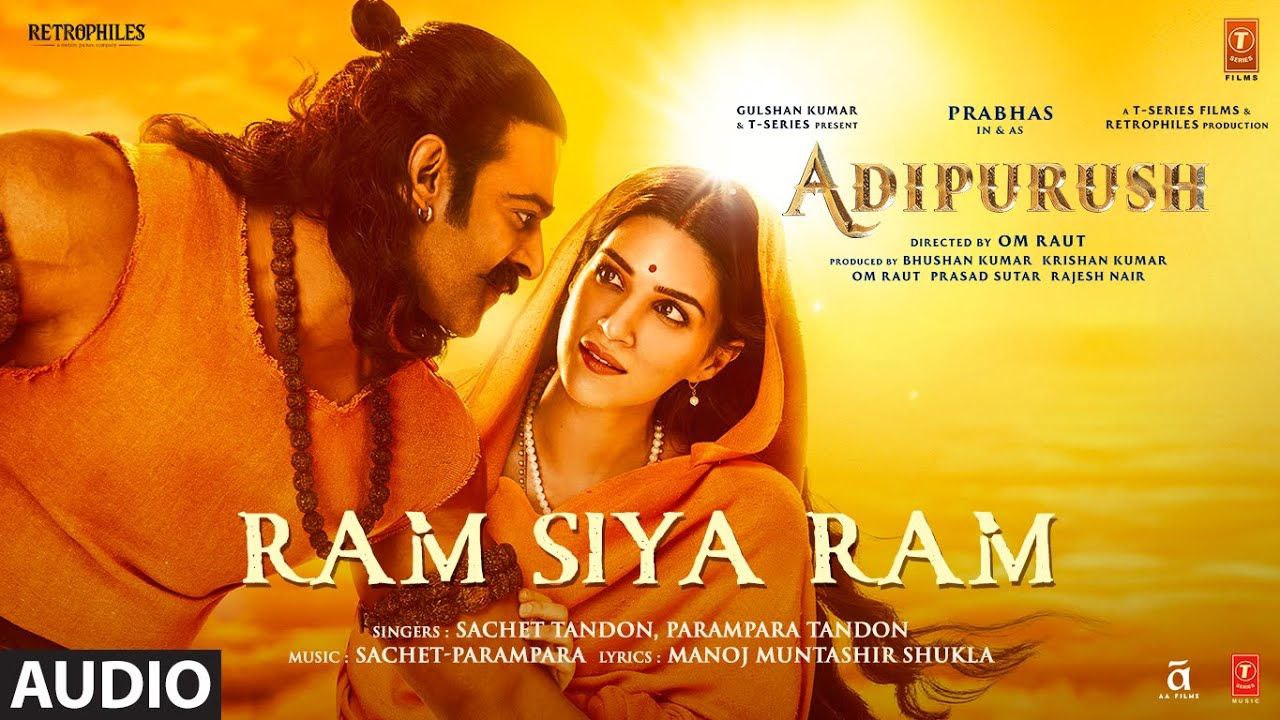 RETROPHILES
a motion picture company
T
SERIES
FILMS
GULSHAN KUMAR
& T-SERIES PRESENT
PRABHAS
IN & AS
A T-SERIES FILMS &
RETROPHILES PRODUCTION
ADIPURUSH
DIRECTED BY OM RAUT
PRODUCED BY BHUSHAN KUMAR KRISHAN KUMAR
OM RAUT PRASAD SUTAR RAJESH NAIR
RAM SIYA RAM
SINGERS : SACHET TANDON, PARAMPARA TANDON
MUSIC : SACHET-PARAMPARA LYRICS : MANOJ MUNTASHIR SHUKLA
AUDIO
ā
AA FILMS
T
SERIES
MUSIC